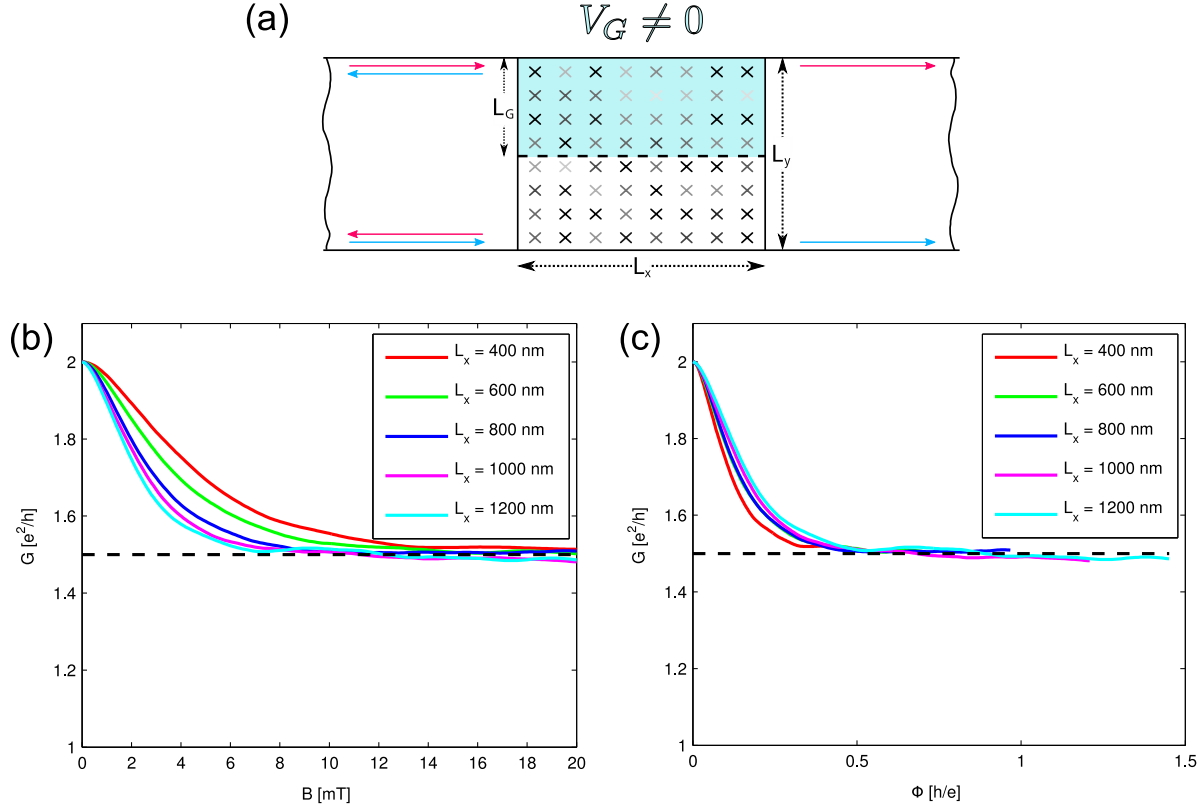 (a)
V_G ≠ 0
L_G
L_y
L_x
(b)
G [e²/h]
2
1.8
1.6
1.4
1.2
1
0 2 4 6 8 10 12 14 16 18 20
B [mT]
L_x = 400 nm
L_x = 600 nm
L_x = 800 nm
L_x = 1000 nm
L_x = 1200 nm
(c)
G [e²/h]
2
1.8
1.6
1.4
1.2
1
0 0.5 1 1.5
Φ [h/e]
L_x = 400 nm
L_x = 600 nm
L_x = 800 nm
L_x = 1000 nm
L_x = 1200 nm